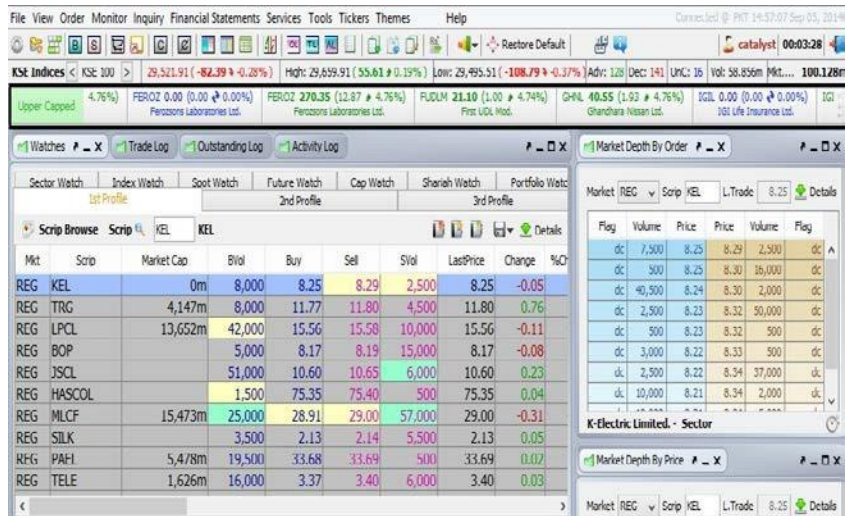 File View Order Monitor Inquiry Financial Statements Services Tools Tickers Themes Help Connected @ PKT 14:57:07 Sep 03, 2014
B S C Restore Default catalyst 00:03:28
KSE Indices < KSE 100 > 29,521.91 (-82.39 -0.28%) High: 29,659.91 (55.61 0.19%) Low: 29,495.51 (-108.79 -0.37%) Adv: 128 Dec: 141 UnC: 16 Vol: 58.856m Mkt.... 100.128m
Upper Capped 4.76%) FEROZ 0.00 (0.00 0.00%) FEROZ 270.35 (12.87 4.76%) FUDLM 21.10 (1.00 4.74%) GHNL 40.55 (1.93 4.76%) IGIL 0.00 (0.00 0.00%) IGI
Ferozsons Laboratories Ltd. Ferozsons Laboratories Ltd. First UDL Mod. Ghandhara Nissan Ltd. IGI Life Insurance Ltd.
Watches Trade Log Outstanding Log Activity Log
Sector Watch Index Watch Spot Watch Future Watch Cap Watch Shariah Watch Portfolio Watc
1st Profile 2nd Profile 3rd Profile
Scrip Browse Scrip KEL KEL Details
Mkt Scrip Market Cap BVol Buy Sell SVol LastPrice Change %Ch
REG KEL 0m 8,000 8.25 8.29 2,500 8.25 -0.05
REG TRG 4,147m 8,000 11.77 11.80 4,500 11.80 0.76
REG LPCL 13,652m 42,000 15.56 15.58 10,000 15.56 -0.11
REG BOP 5,000 8.17 8.19 15,000 8.17 -0.08
REG JSCL 51,000 10.60 10.65 6,000 10.60 0.23
REG HASCOL 1,500 75.35 75.40 500 75.35 0.04
REG MLCF 15,473m 25,000 28.91 29.00 57,000 29.00 -0.31
REG SILK 3,500 2.13 2.14 5,500 2.13 0.05
REG PAEL 5,478m 19,500 33.68 33.69 500 33.69 0.02
REG TELE 1,626m 16,000 3.37 3.40 6,000 3.40 0.03
Market Depth By Order
Market REG Scrip KEL L.Trade 8.25 Details
Flag Volume Price Price Volume Flag
dc 7,500 8.25 8.29 2,500 dc
dc 500 8.25 8.30 16,000 dc
dc 40,500 8.24 8.30 2,000 dc
dc 2,500 8.23 8.32 50,000 dc
dc 500 8.23 8.32 500 dc
dc 3,000 8.22 8.33 500 dc
dc 2,500 8.22 8.34 37,000 dc
dc 10,000 8.21 8.34 2,000 dc
K-Electric Limited. - Sector
Market Depth By Price
Market REG Scrip KEL L.Trade 8.25 Details